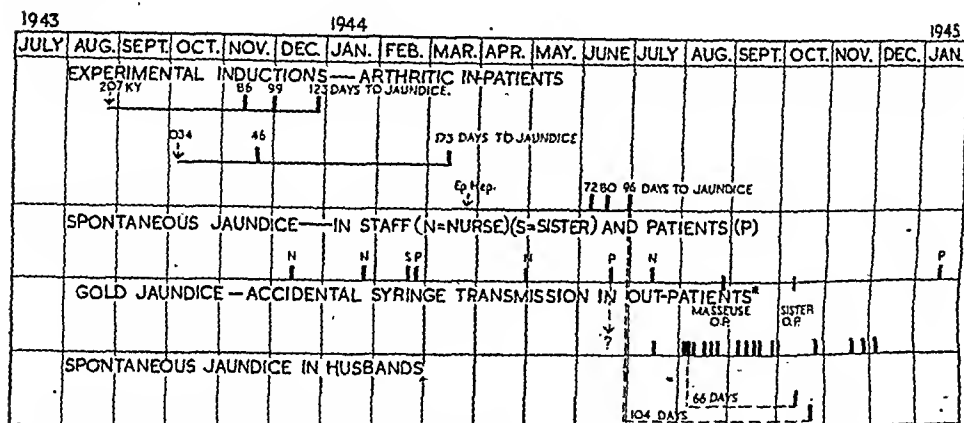 1943 1944 1945
JULY AUG. SEPT. OCT. NOV. DEC. JAN. FEB. MAR. APR. MAY. JUNE JULY AUG. SEPT. OCT. NOV. DEC. JAN.
EXPERIMENTAL INDUCTIONS — ARTHRITIC IN-PATIENTS
207 KY 86 99 123 DAYS TO JAUNDICE.
034 46 173 DAYS TO JAUNDICE
Ep Hep. 72 80 96 DAYS TO JAUNDICE
SPONTANEOUS JAUNDICE — IN STAFF (N=NURSE)(S=SISTER) AND PATIENTS (P)
N N S P N P N P
GOLD JAUNDICE — ACCIDENTAL SYRINGE TRANSMISSION IN OUT-PATIENTS
MASSEUSE O.P. SISTER O.P.
?
SPONTANEOUS JAUNDICE IN HUSBANDS
66 DAYS
104 DAYS